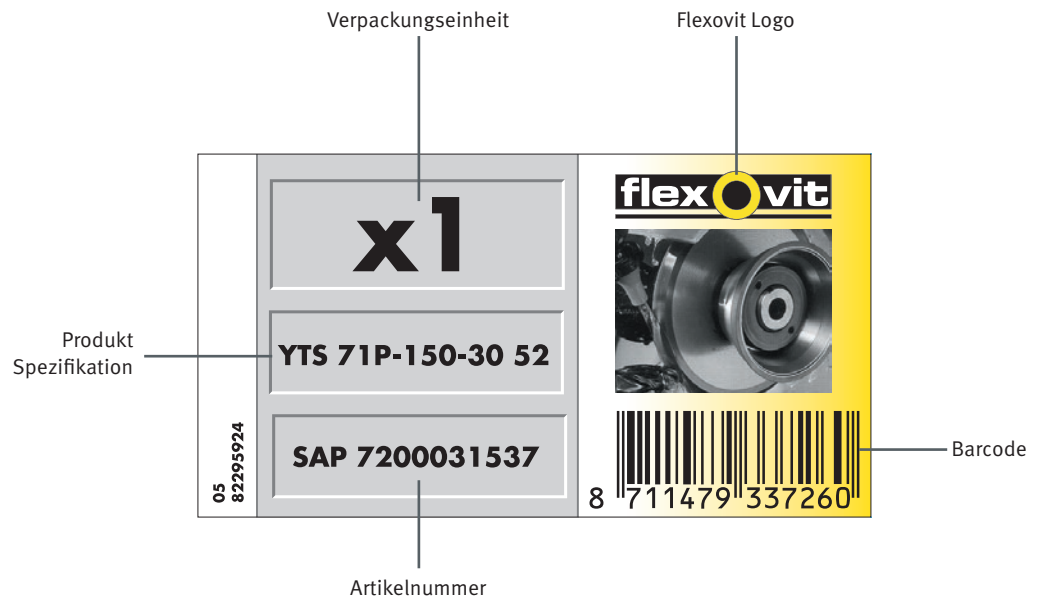 Verpackungseinheit
Flexovit Logo
flexovit
x1
Produkt
Spezifikation
YTS 71P-150-30 52
SAP 7200031537
05
82295924
8 711479 337260
Barcode
Artikelnummer